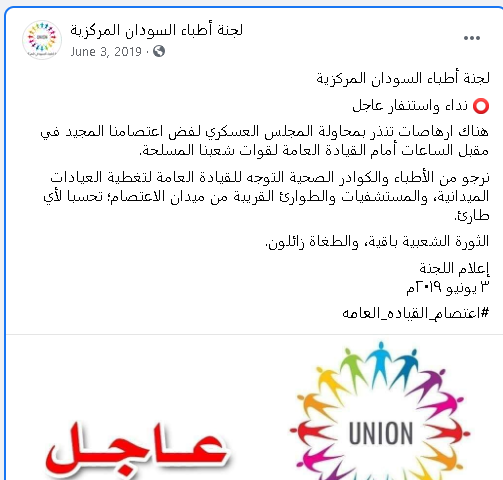 لجنة أطباء السودان المركزية
June 3, 2019 ·
لجنة أطباء السودان المركزية
⭕ نداء واستنفار عاجل
هناك ارهاصات تنذر بمحاولة المجلس العسكري لفض اعتصامنا المجيد في
مقبل الساعات أمام القيادة العامة لقوات شعبنا المسلحة.
نرجو من الأطباء والكوادر الصحية التوجه للقيادة العامة لتغطية العيادات
الميدانية، والمستشفيات والطوارئ القريبة من ميدان الاعتصام؛ تحسبا لأي
طارئ.
الثورة الشعبية باقية، والطغاة زائلون.
إعلام اللجنة
٣ يونيو ٢٠١٩م
#اعتصام_القياده_العامه
عاجل
UNION